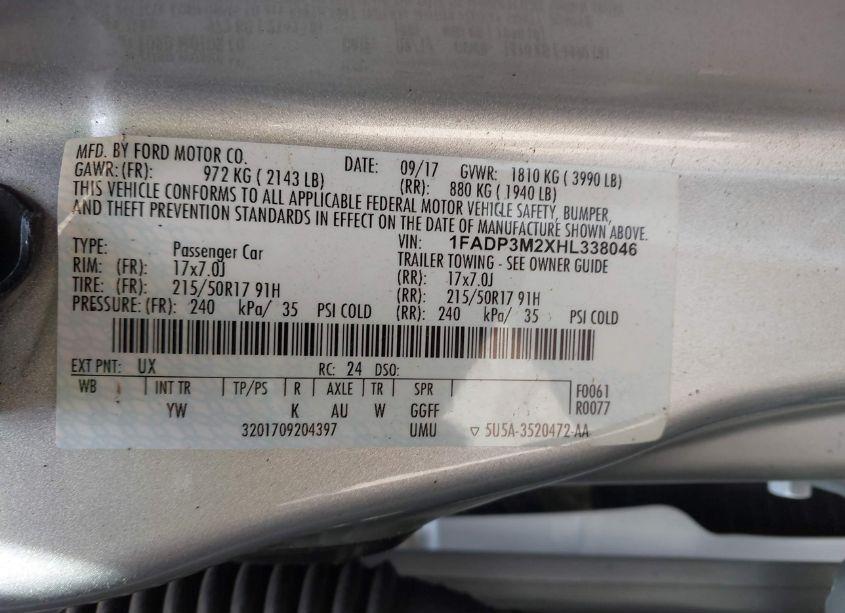 MFD. BY FORD MOTOR CO. DATE: 09/17 GVWR: 1810 KG ( 3990 LB)
GAWR:(FR): 972 KG ( 2143 LB) (RR): 880 KG ( 1940 LB)
THIS VEHICLE CONFORMS TO ALL APPLICABLE FEDERAL MOTOR VEHICLE SAFETY, BUMPER,
AND THEFT PREVENTION STANDARDS IN EFFECT ON THE DATE OF MANUFACTURE SHOWN ABOVE.
VIN: 1FADP3M2XHL338046
TYPE: Passenger Car TRAILER TOWING - SEE OWNER GUIDE
RIM: (FR): 17x7.0J (RR): 17x7.0J
TIRE: (FR): 215/50R17 91H (RR): 215/50R17 91H
PRESSURE: (FR): 240 kPa/ 35 PSI COLD (RR): 240 kPa/ 35 PSI COLD
EXT PNT: UX RC: 24 DSO:
WB INT TR TP/PS R AXLE TR SPR F0061
YW K AU W GGFF R0077
3201709204397 UMU ▽ 5U5A-3520472-AA